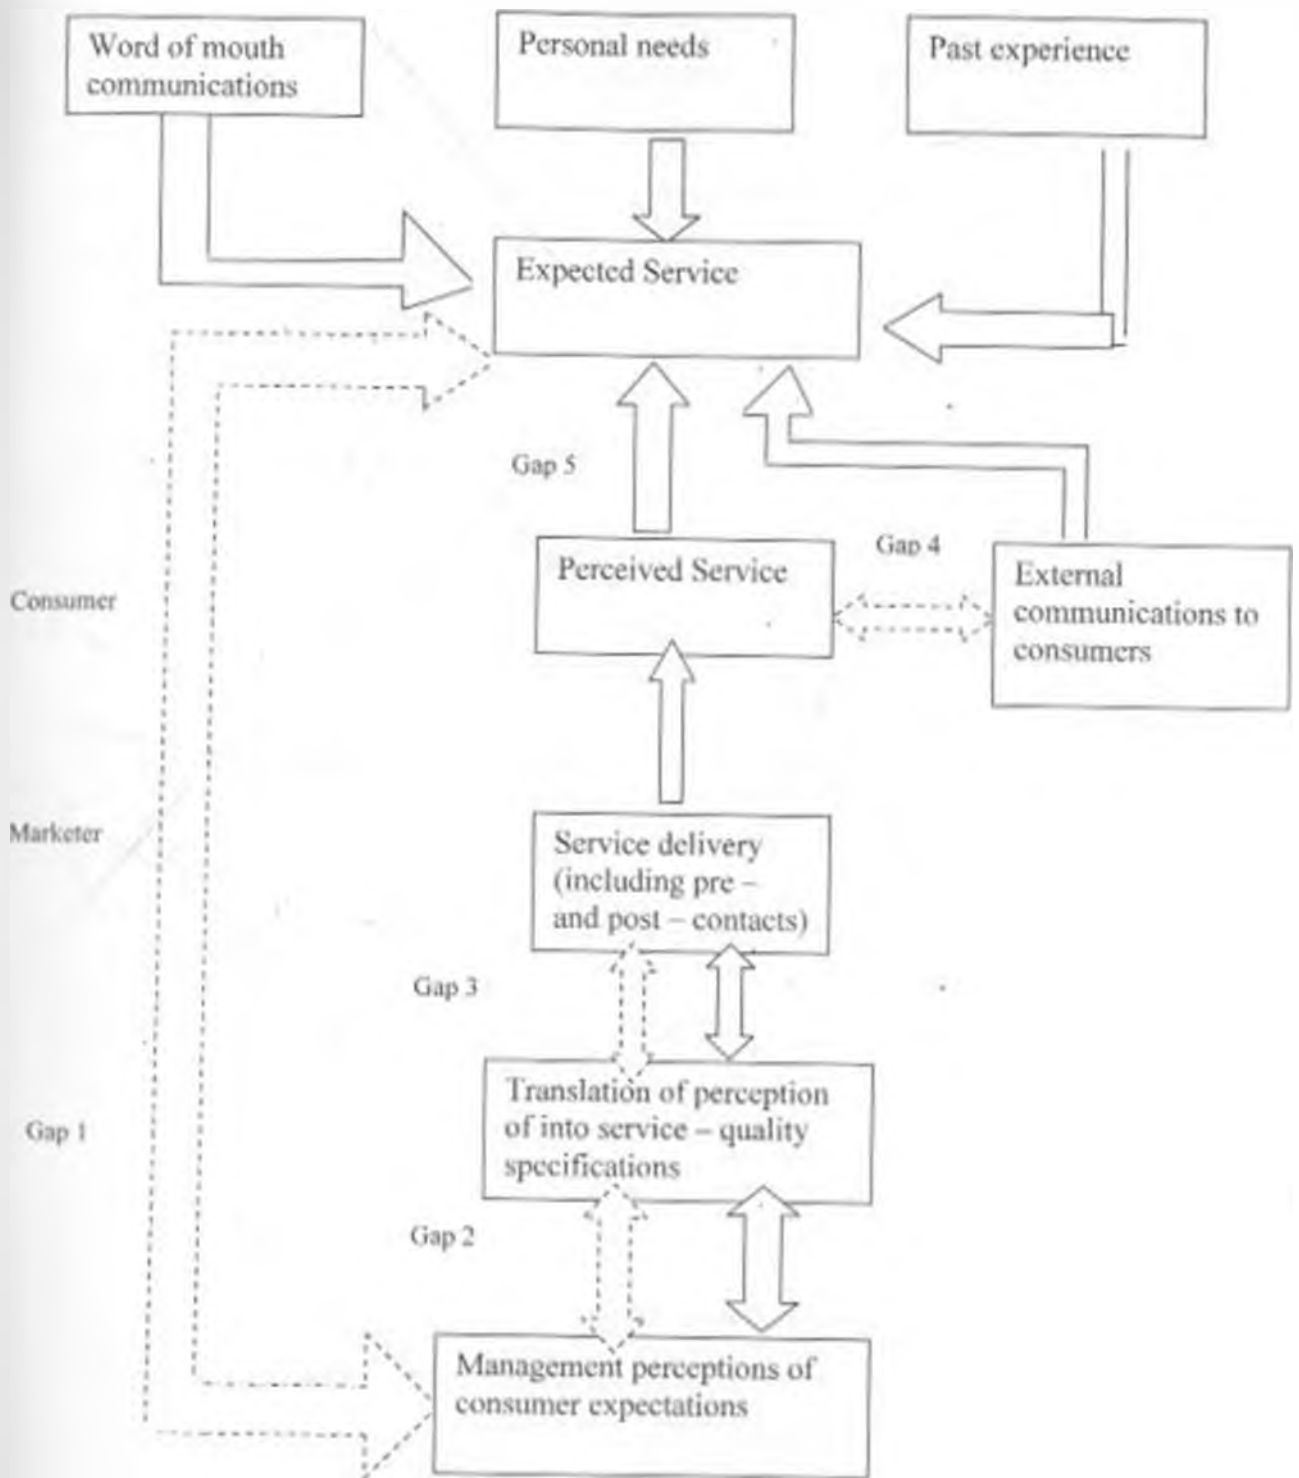 Word of mouth
communications
Personal needs
Past experience
Expected Service
Gap 5
Perceived Service
Gap 4
External
communications to
consumers
Consumer
Marketer
Service delivery
(including pre –
and post – contacts)
Gap 3
Translation of perception
of into service – quality
specifications
Gap 1
Gap 2
Management perceptions of
consumer expectations